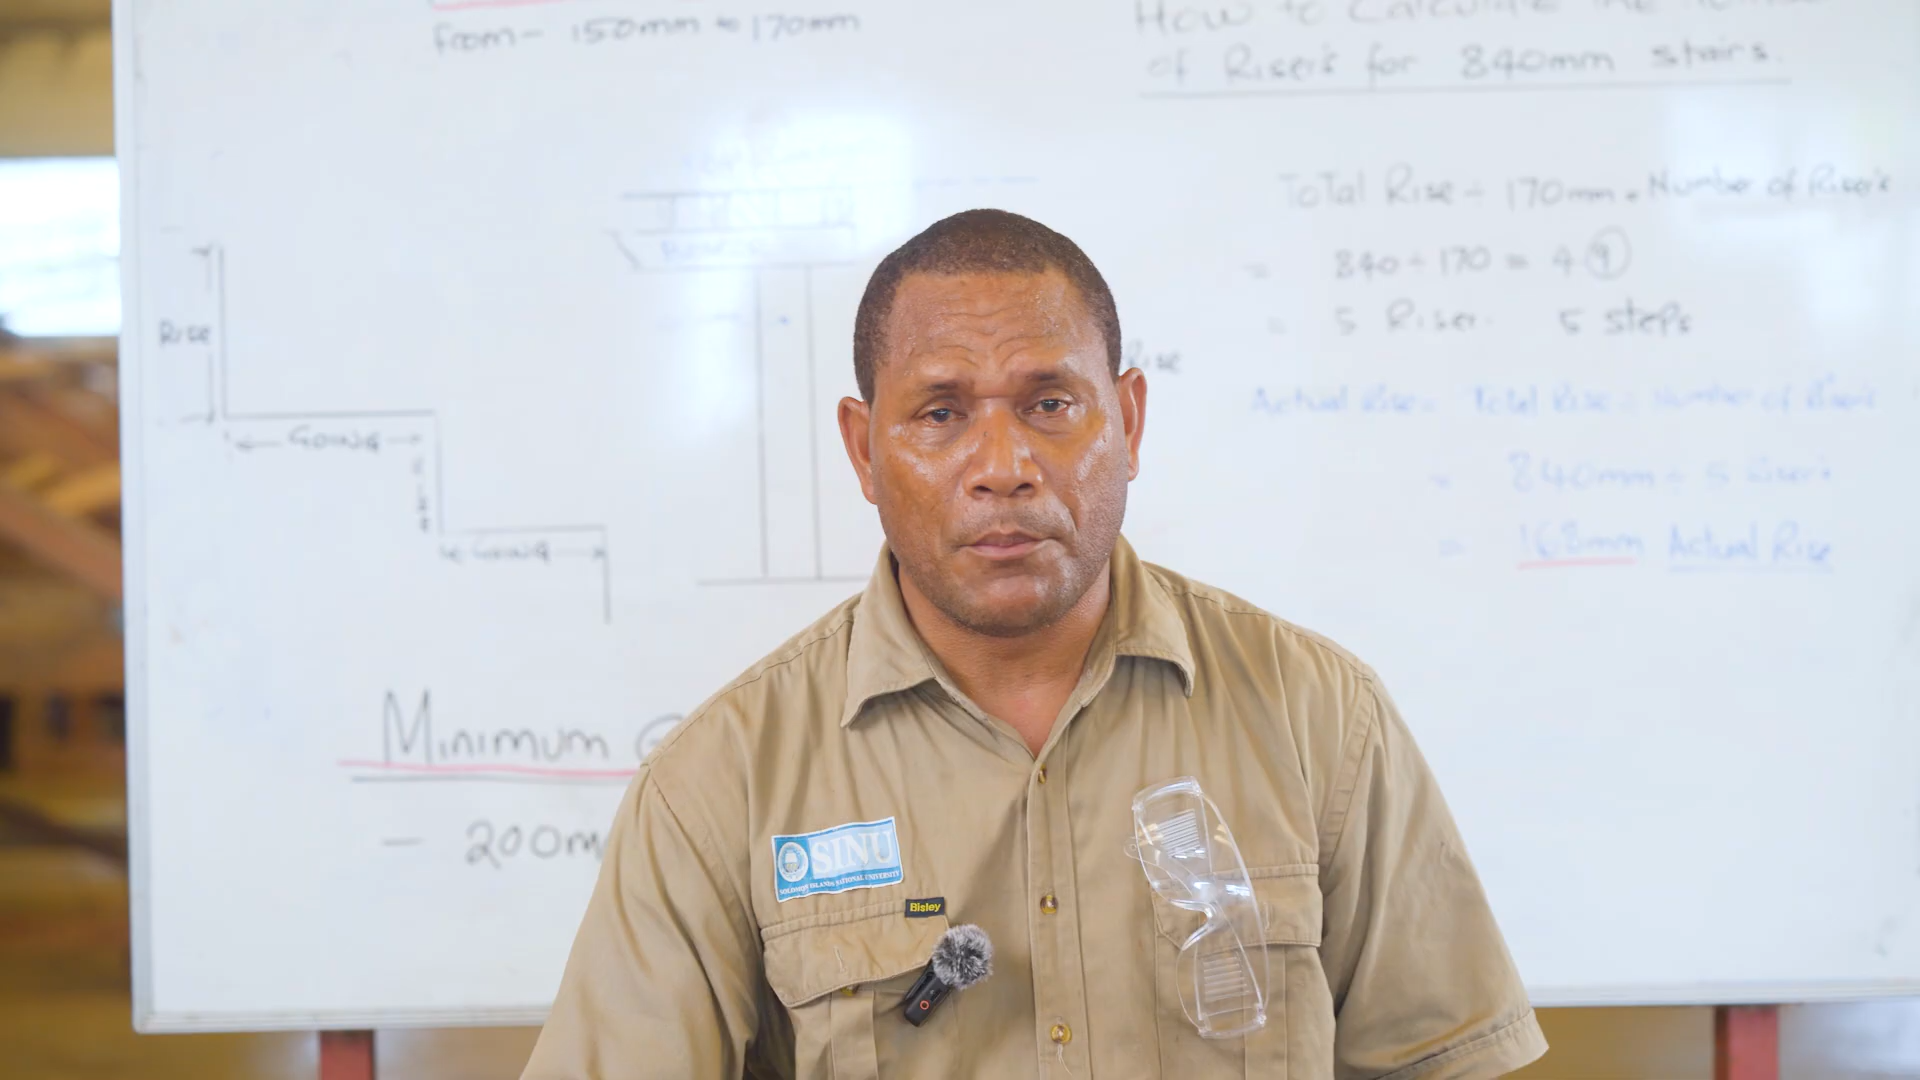 from - 150mm to 170mm
How to Calculate the
of Riser's for 840mm stairs.
Total Rise ÷ 170mm = Number of Riser's
= 840 ÷ 170 = 4.9
= 5 Riser. 5 steps
Rise
Rise
Actual Rise = Total Rise ÷ Number of Riser's
Going
= 840mm ÷ 5 Riser's
Rise
= 168mm Actual Rise
Going
Minimum G
- 200m
SINU
SOLOMON ISLANDS NATIONAL UNIVERSITY
Bisley